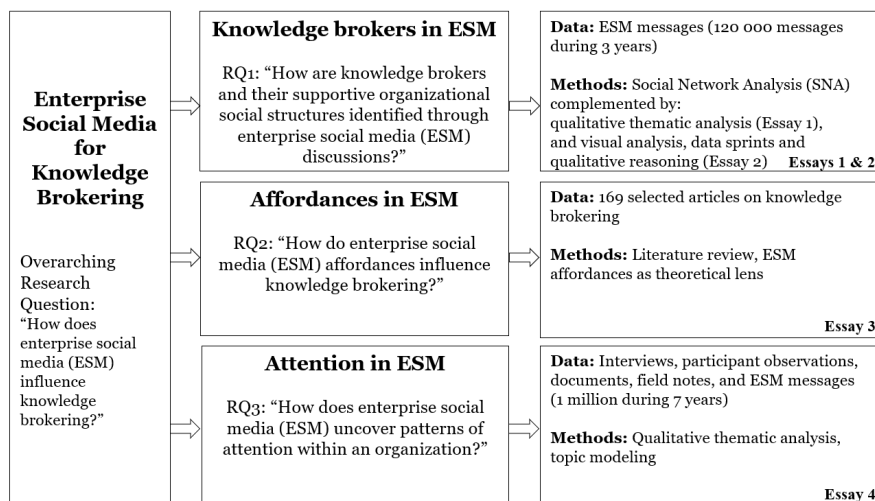 Enterprise
Social Media
for
Knowledge
Brokering
Overarching
Research
Question:
“How does
enterprise social
media (ESM)
influence
knowledge
brokering?”
Knowledge brokers in ESM
RQ1: “How are knowledge brokers
and their supportive organizational
social structures identified through
enterprise social media (ESM)
discussions?”
Data: ESM messages (120 000 messages
during 3 years)
Methods: Social Network Analysis (SNA)
complemented by:
qualitative thematic analysis (Essay 1),
and visual analysis, data sprints and
qualitative reasoning (Essay 2) Essays 1 & 2
Affordances in ESM
RQ2: “How do enterprise social
media (ESM) affordances influence
knowledge brokering?”
Data: 169 selected articles on knowledge
brokering
Methods: Literature review, ESM
affordances as theoretical lens
Essay 3
Attention in ESM
RQ3: “How does enterprise social
media (ESM) uncover patterns of
attention within an organization?”
Data: Interviews, participant observations,
documents, field notes, and ESM messages
(1 million during 7 years)
Methods: Qualitative thematic analysis,
topic modeling
Essay 4